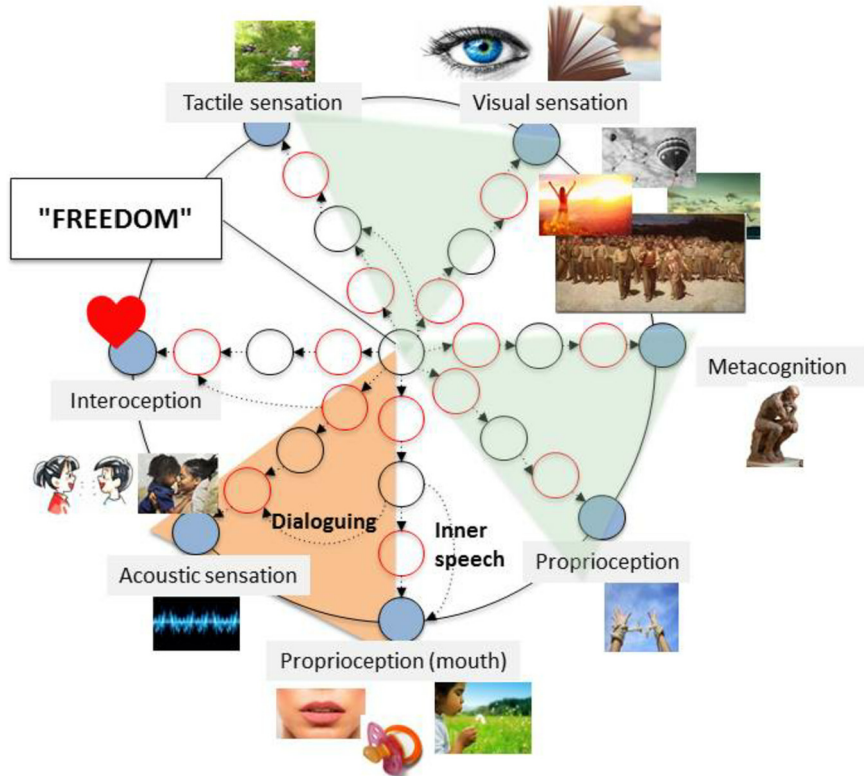 Tactile sensation
Visual sensation
"FREEDOM"
Metacognition
Interoception
Dialoguing
Inner
speech
Acoustic sensation
Proprioception
Proprioception (mouth)